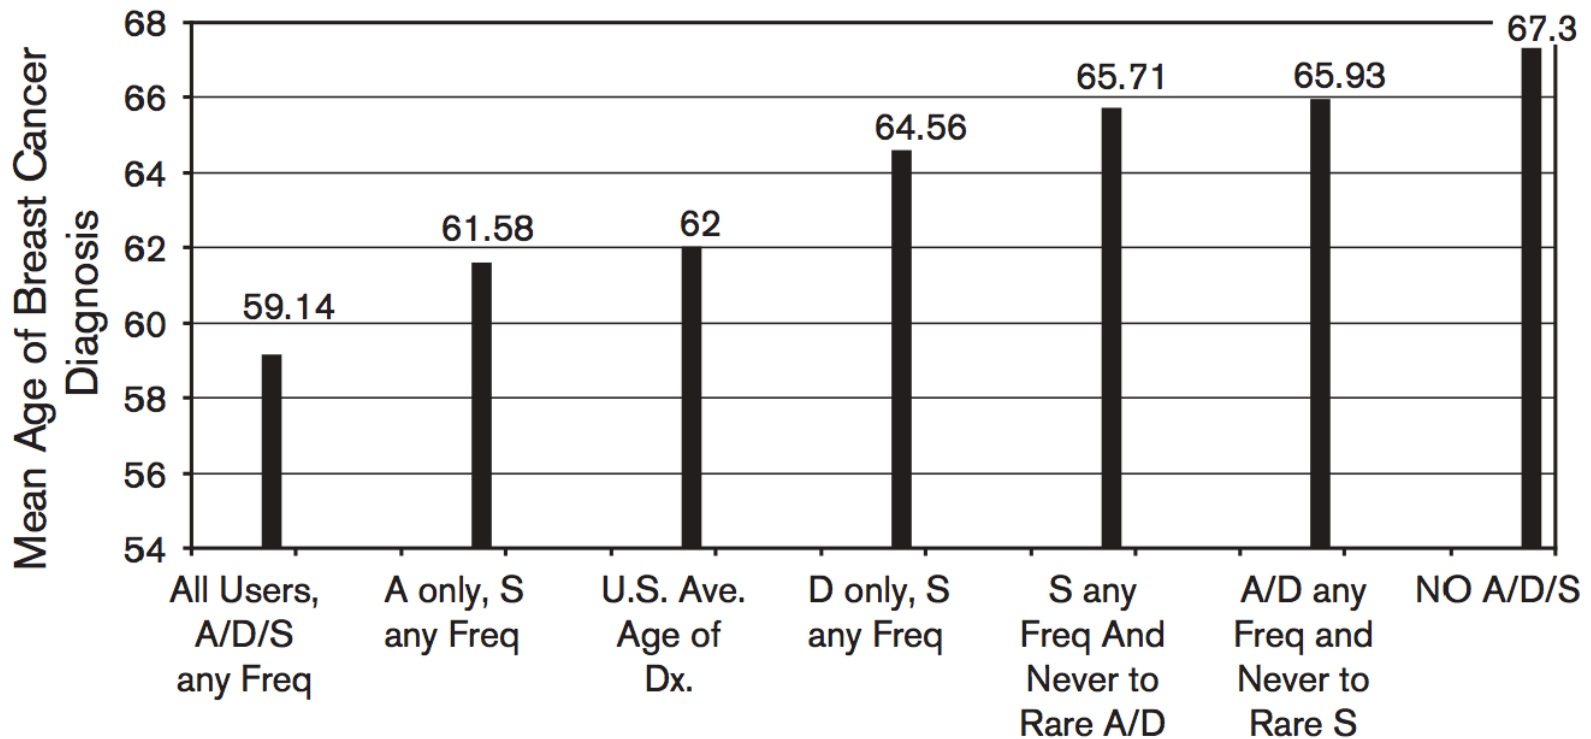 Mean Age of Breast Cancer
Diagnosis
68
66
64
62
60
58
56
54
59.14
61.58
62
64.56
65.71
65.93
67.3
All Users,
A/D/S
any Freq
A only, S
any Freq
U.S. Ave.
Age of
Dx.
D only, S
any Freq
S any
Freq And
Never to
Rare A/D
A/D any
Freq and
Never to
Rare S
NO A/D/S